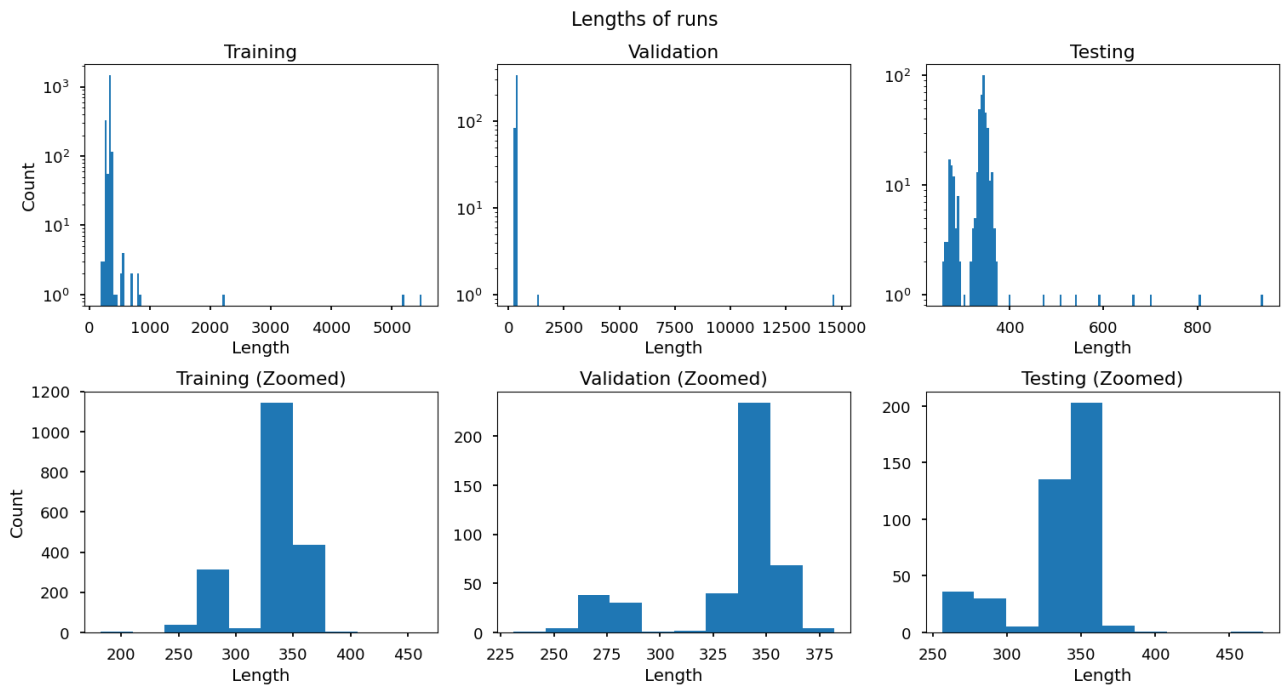 Lengths of runs
Training
Validation
Testing
Count
10³
10²
10¹
10⁰
0 1000 2000 3000 4000 5000
Length
10²
10¹
10⁰
0 2500 5000 7500 10000 12500 15000
Length
10²
10¹
10⁰
400 600 800
Length
Training (Zoomed)
Validation (Zoomed)
Testing (Zoomed)
Count
1200
1000
800
600
400
200
0
200 250 300 350 400 450
Length
200
150
100
50
0
225 250 275 300 325 350 375
Length
200
150
100
50
0
250 300 350 400 450
Length